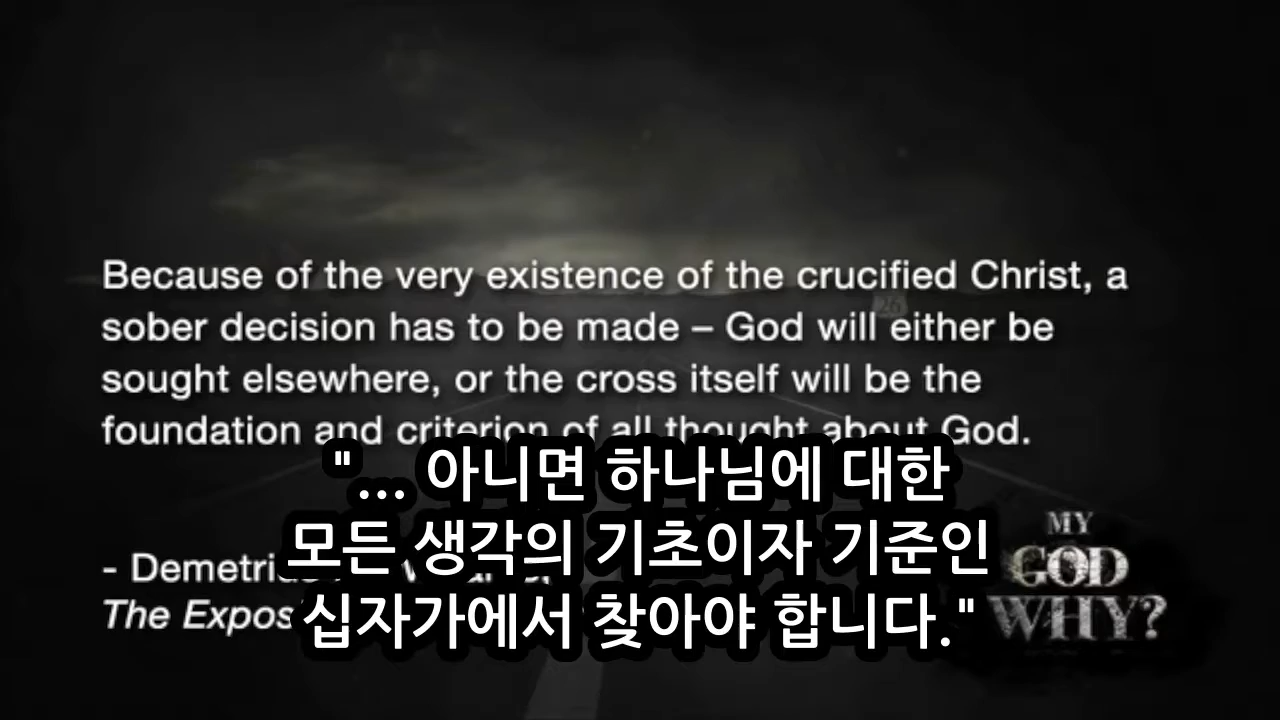 Because of the very existence of the crucified Christ, a
26
sober decision has to be made – God will either be
sought elsewhere, or the cross itself will be the
foundation and criterion of all thought about God.
"... 아니면 하나님에 대한
모든 생각의 기초이자 기준인
십자가에서 찾아야 합니다."
-
The
MY
GOD
WHY?